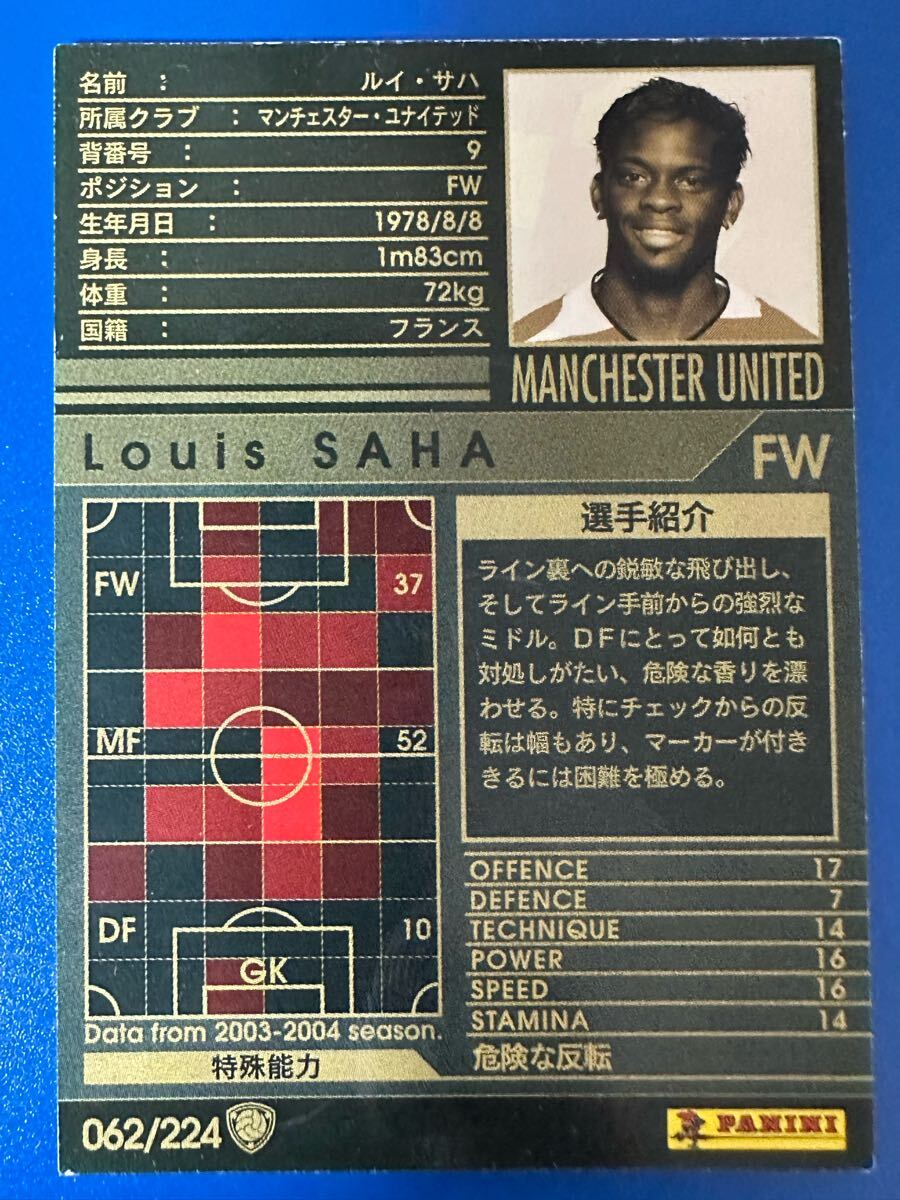 名前 : ルイ・サハ
所属クラブ : マンチェスター・ユナイテッド
背番号 : 9
ポジション : FW
生年月日 : 1978/8/8
身長 : 1m83cm
体重 : 72kg
国籍 : フランス
MANCHESTER UNITED
Louis SAHA
FW
FW 37
MF 52
DF 10
GK
Data from 2003-2004 season.
選手紹介
ライン裏への鋭敏な飛び出し、
そしてライン手前からの強烈な
ミドル。DFにとって如何とも
対処しがたい、危険な香りを漂
わせる。特にチェックからの反
転は幅もあり、マーカーが付き
きるには困難を極める。
OFFENCE 17
DEFENCE 7
TECHNIQUE 14
POWER 16
SPEED 16
STAMINA 14
特殊能力
危険な反転
062/224
PANINI